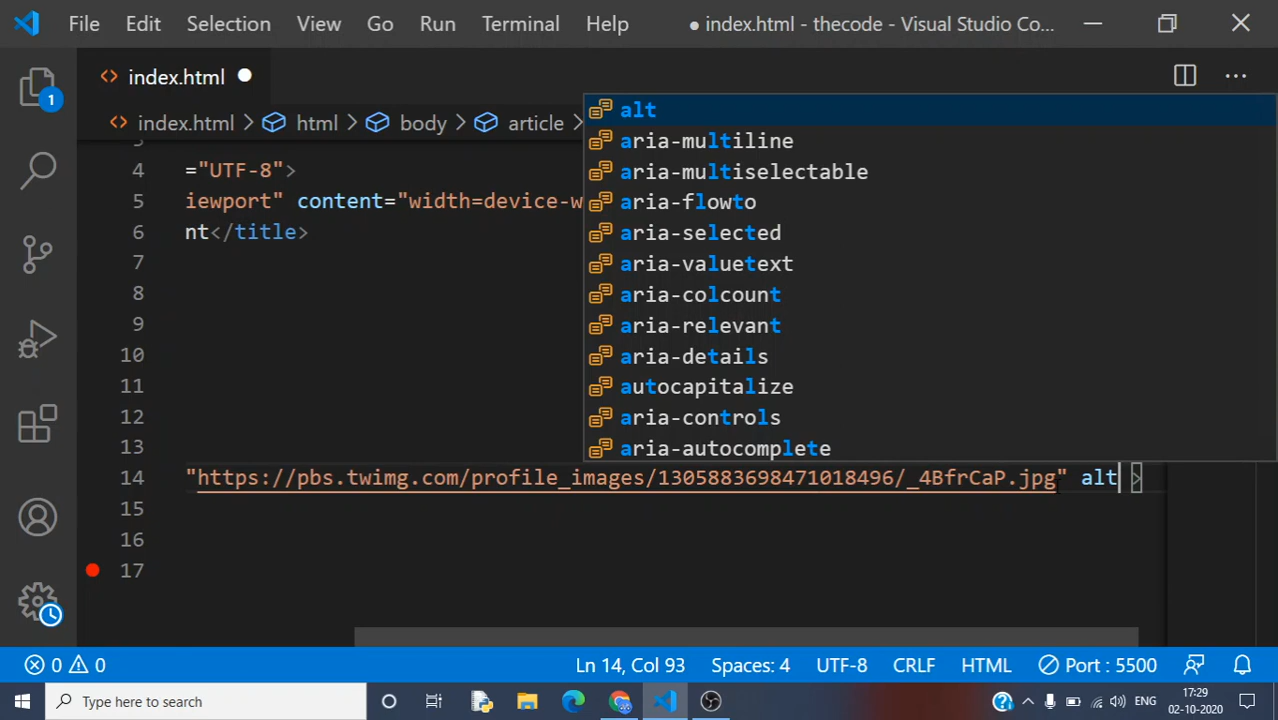 File Edit Selection View Go Run Terminal Help ● index.html - thecode - Visual Studio Co...
index.html
index.html > html > body > article >
1
4 ="UTF-8">
5 iewport" content="width=device-w
6 nt</title>
7
8
9
10
11
12
13
14 "https://pbs.twimg.com/profile_images/1305883698471018496/_4BfrCaP.jpg" alt >
15
16
17
alt
aria-multiline
aria-multiselectable
aria-flowto
aria-selected
aria-valuetext
aria-colcount
aria-relevant
aria-details
autocapitalize
aria-controls
aria-autocomplete
0 0 Ln 14, Col 93 Spaces: 4 UTF-8 CRLF HTML Port : 5500
Type here to search ENG 17:29
02-10-2020